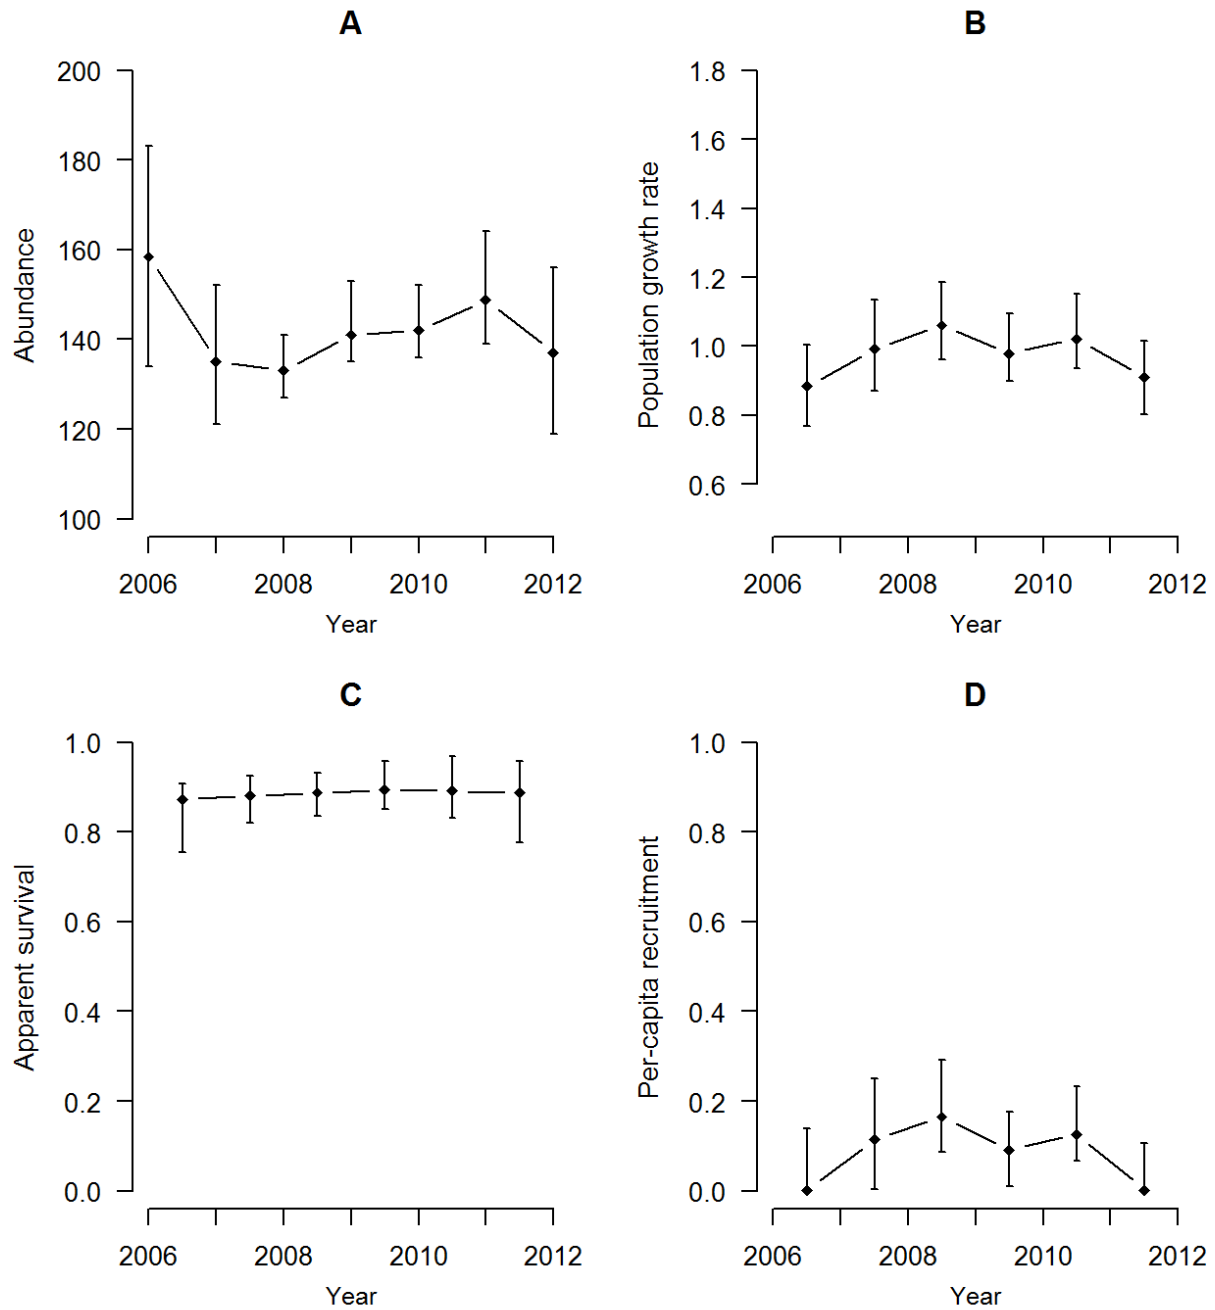 A
Abundance
200
180
160
140
120
100
2006 2008 2010 2012
Year
B
Population growth rate
1.8
1.6
1.4
1.2
1.0
0.8
0.6
2006 2008 2010 2012
Year
C
Apparent survival
1.0
0.8
0.6
0.4
0.2
0.0
2006 2008 2010 2012
Year
D
Per-capita recruitment
1.0
0.8
0.6
0.4
0.2
0.0
2006 2008 2010 2012
Year